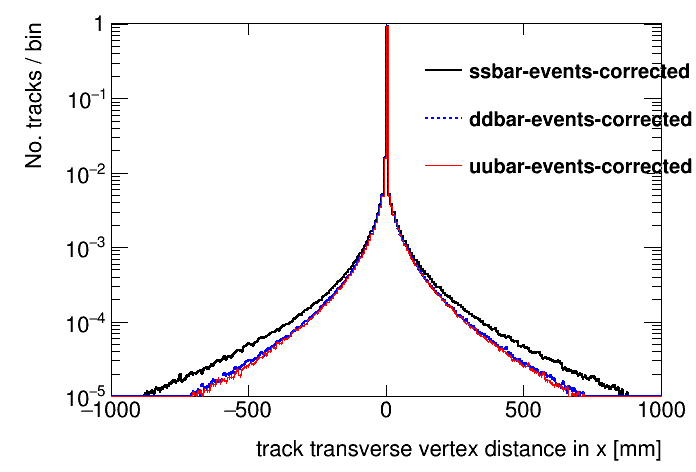 No. tracks / bin
1
10⁻¹
10⁻²
10⁻³
10⁻⁴
10⁻⁵
ssbar-events-corrected
ddbar-events-corrected
uubar-events-corrected
−1000 −500 0 500 1000
track transverse vertex distance in x [mm]